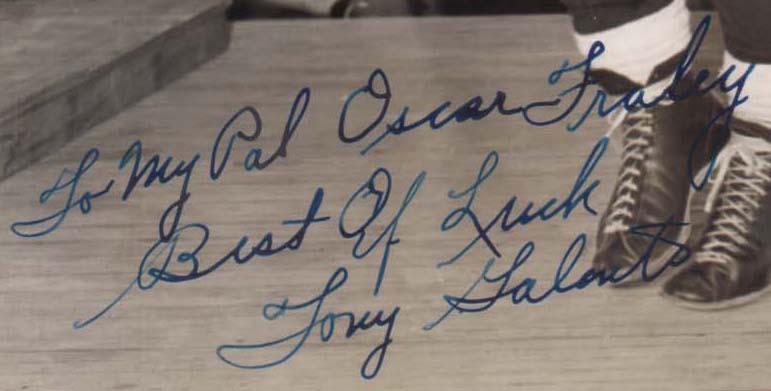 To My Pal Oscar Fraley
Best Of Luck
Tony Galento